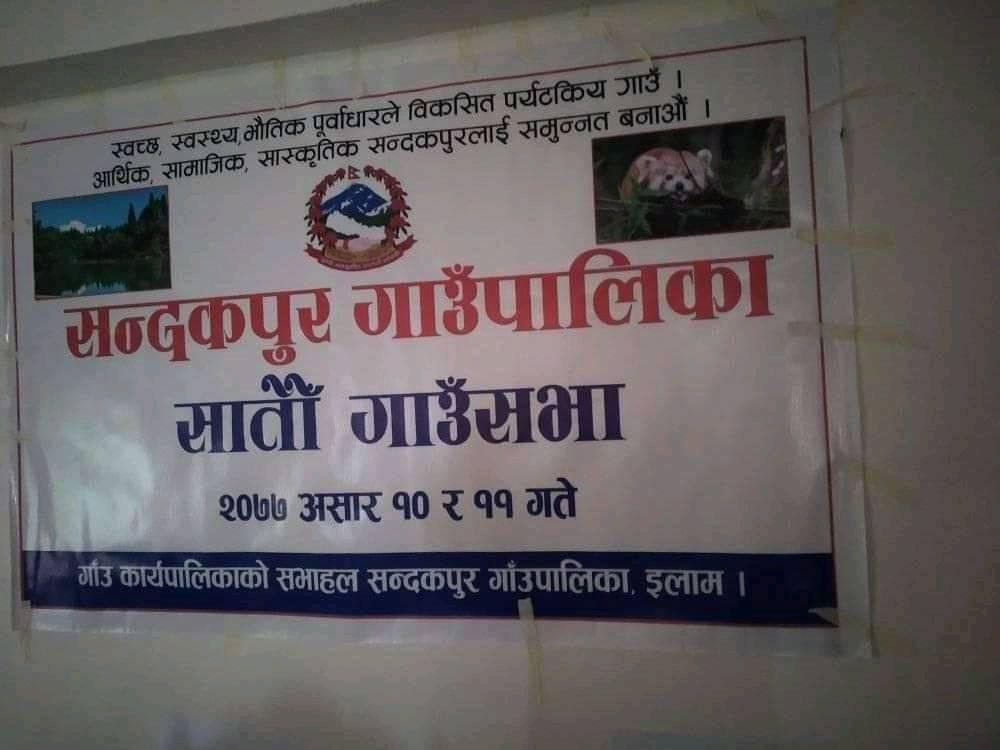 स्वच्छ, स्वस्थ्य,भौतिक पूर्वाधारले विकसित पर्यटकिय गाउँ ।
आर्थिक, सामाजिक, सास्कृतिक सन्दकपुरलाई समुन्नत बनाऔं ।
सन्दकपुर गाउँपालिका
सातौँ गाउँसभा
२०७७ असार १० र ११ गते
गाँउ कार्यपालिकाको सभाहल सन्दकपुर गाँउपालिका, इलाम ।